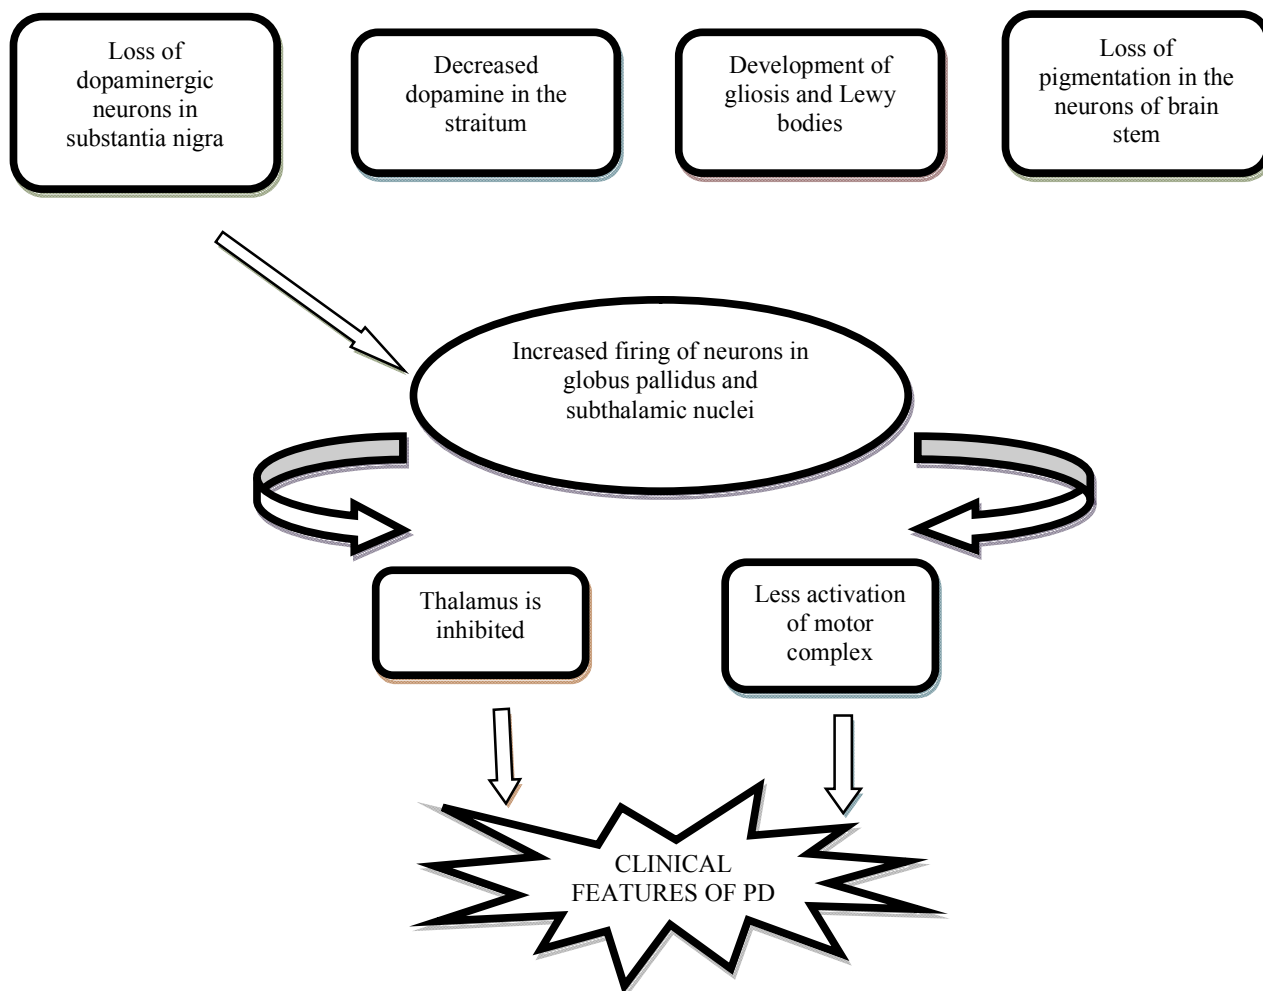 Loss of
dopaminergic
neurons in
substantia nigra
Decreased
dopamine in the
straitum
Development of
gliosis and Lewy
bodies
Loss of
pigmentation in the
neurons of brain
stem
Increased firing of neurons in
globus pallidus and
subthalamic nuclei
Thalamus is
inhibited
Less activation
of motor
complex
CLINICAL
FEATURES OF PD